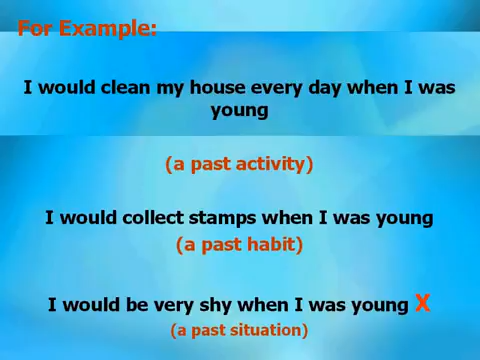 For Example:
I would clean my house every day when I was
young
(a past activity)
I would collect stamps when I was young
(a past habit)
I would be very shy when I was young X
(a past situation)